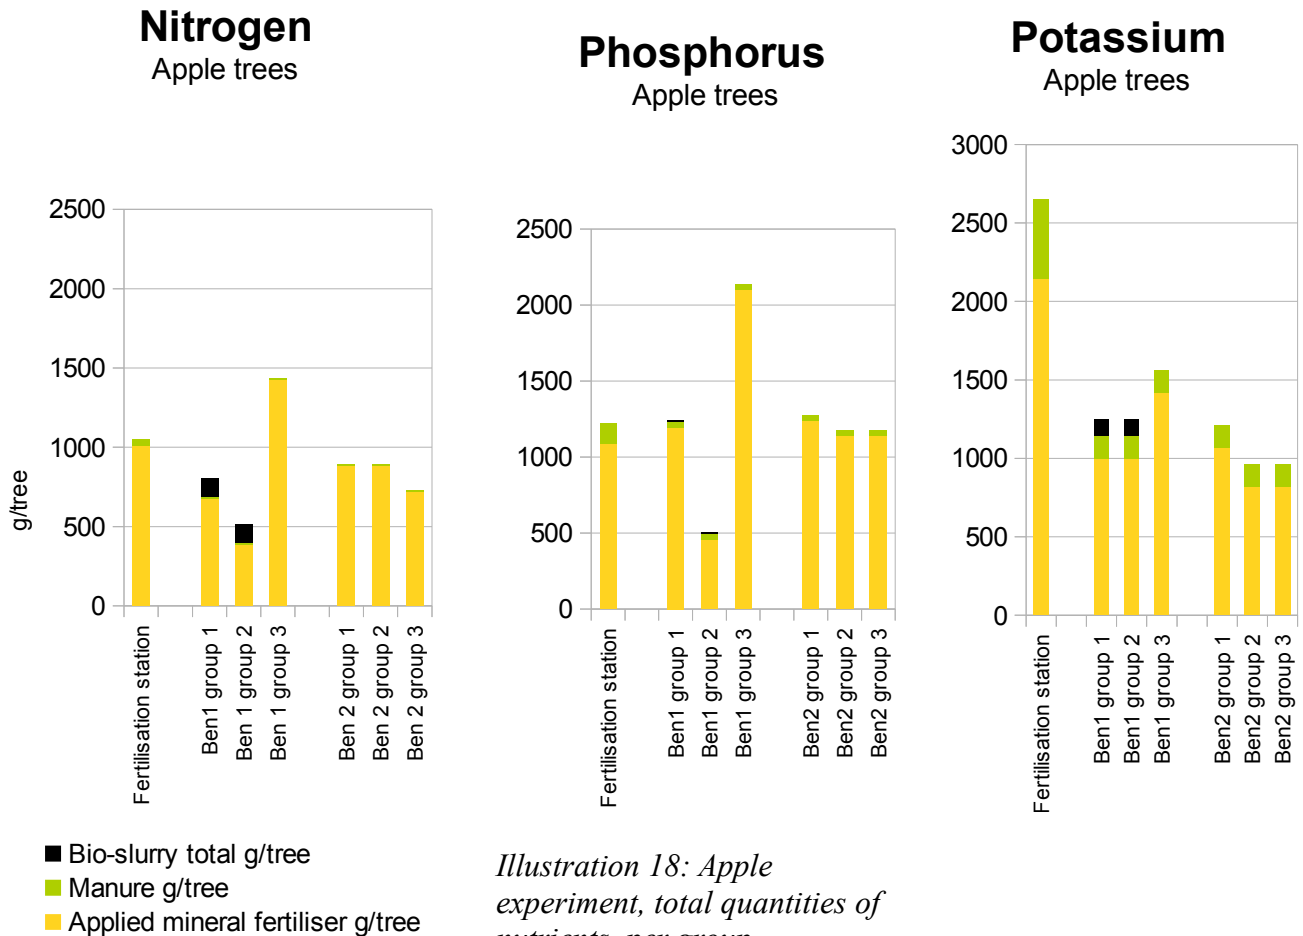 Nitrogen
Apple trees
2500
2000
1500
1000
500
0
g/tree
Fertilisation station
Ben1 group 1
Ben 1 group 2
Ben 1 group 3
Ben 2 group 1
Ben 2 group 2
Ben 2 group 3
Phosphorus
Apple trees
2500
2000
1500
1000
500
0
Fertilisation station
Ben1 group 1
Ben1 group 2
Ben1 group 3
Ben2 group 1
Ben2 group 2
Ben2 group 3
Potassium
Apple trees
3000
2500
2000
1500
1000
500
0
Fertilisation station
Ben1 group 1
Ben1 group 2
Ben1 group 3
Ben2 group 1
Ben2 group 2
Ben2 group 3
Bio-slurry total g/tree
Manure g/tree
Applied mineral fertiliser g/tree
Illustration 18: Apple
experiment, total quantities of